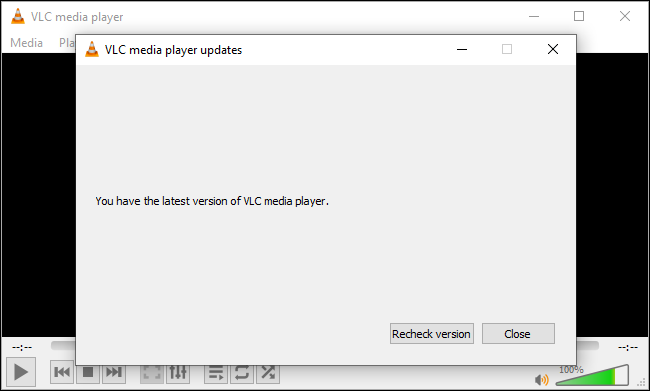 VLC media player
Media
VLC media player updates
You have the latest version of VLC media player.
Recheck version
Close
--:--
--:--
100%